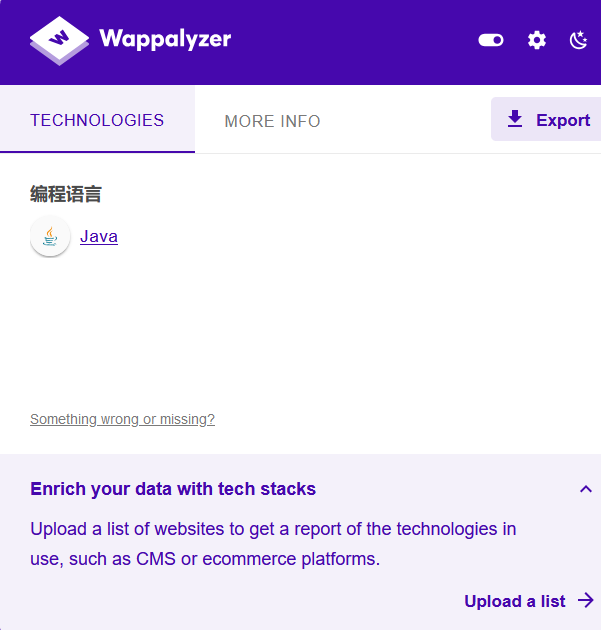 Wappalyzer
TECHNOLOGIES
MORE INFO
Export
编程语言
Java
Something wrong or missing?
Enrich your data with tech stacks
Upload a list of websites to get a report of the technologies in
use, such as CMS or ecommerce platforms.
Upload a list